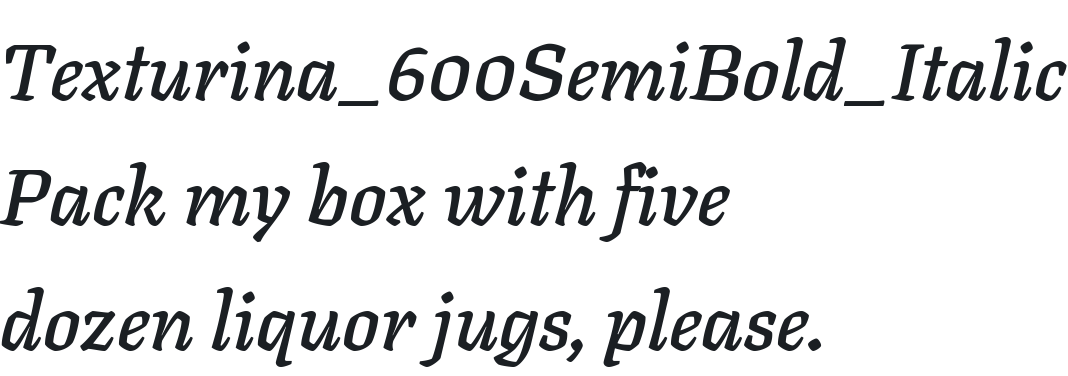 Texturina_600SemiBold_Italic
Pack my box with five
dozen liquor jugs, please.